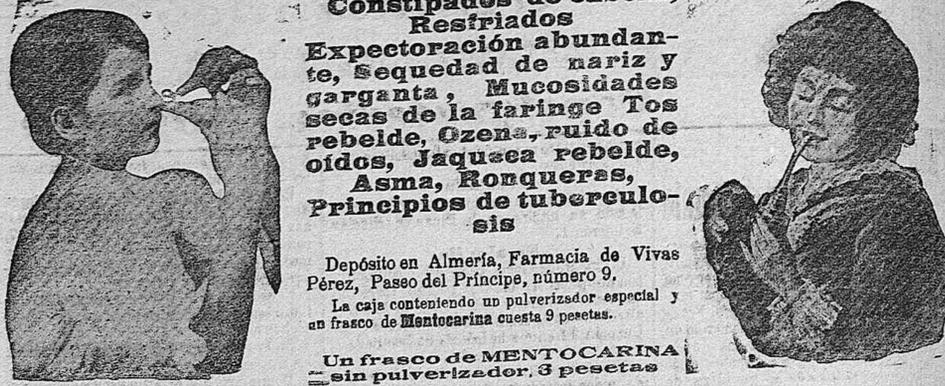 Constipados de cabeza,
Resfriados
Expectoración abundan-
te, Sequedad de nariz y
garganta, Mucosidades
secas de la faringe Tos
rebelde, Ozena, ruido de
oídos, Jaqueca rebelde,
Asma, Ronqueras,
Principios de tuberculo-
sis
Depósito en Almería, Farmacia de Vivas
Pérez, Paseo del Príncipe, número 9.
La caja conteniendo un pulverizador especial y
un frasco de Mentocarina cuesta 9 pesetas.
Un frasco de MENTOCARINA
sin pulverizador, 3 pesetas